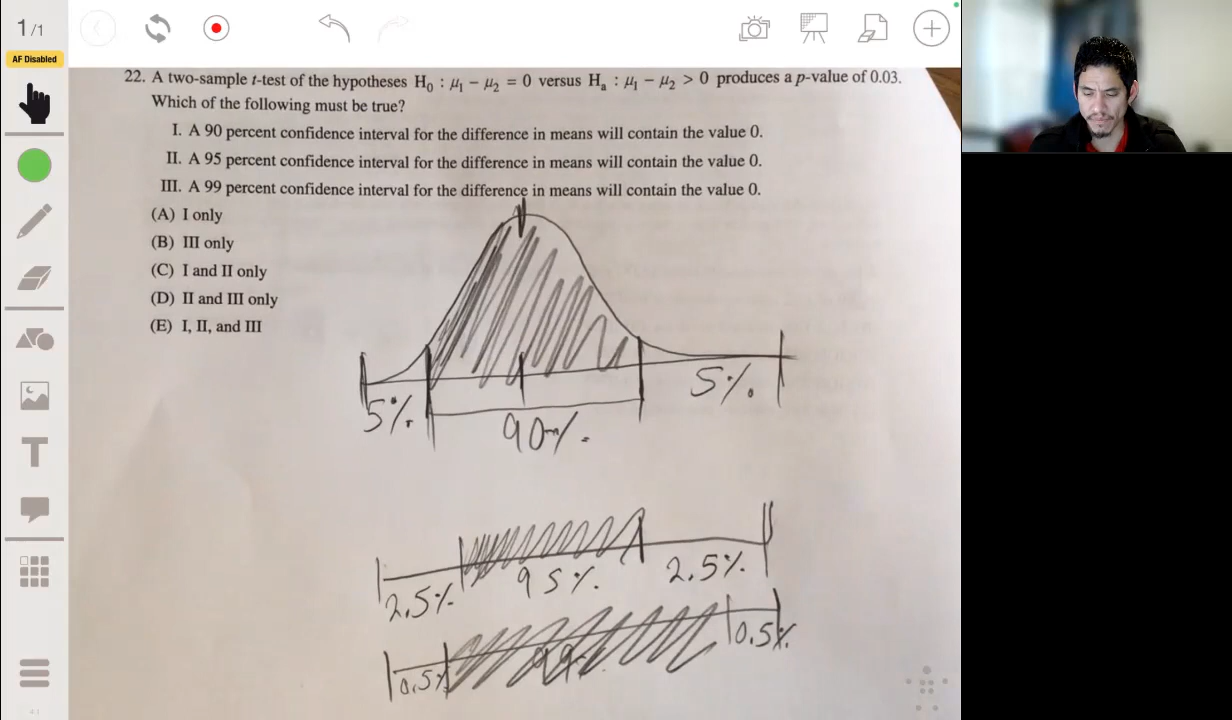 1/1
AF Disabled
22. A two-sample t-test of the hypotheses H₀ : μ₁ − μ₂ = 0 versus Hₐ : μ₁ − μ₂ > 0 produces a p-value of 0.03.
Which of the following must be true?
I. A 90 percent confidence interval for the difference in means will contain the value 0.
II. A 95 percent confidence interval for the difference in means will contain the value 0.
III. A 99 percent confidence interval for the difference in means will contain the value 0.
(A) I only
(B) III only
(C) I and II only
(D) II and III only
(E) I, II, and III
5% 90% 5%
2.5% 95% 2.5%
0.5% 99% 0.5%
T